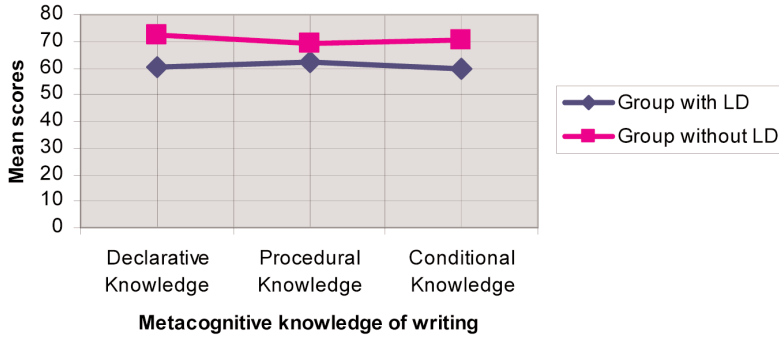 80
70
60
50
40
30
20
10
0
Mean scores
Declarative
Knowledge
Procedural
Knowledge
Conditional
Knowledge
Metacognitive knowledge of writing
Group with LD
Group without LD